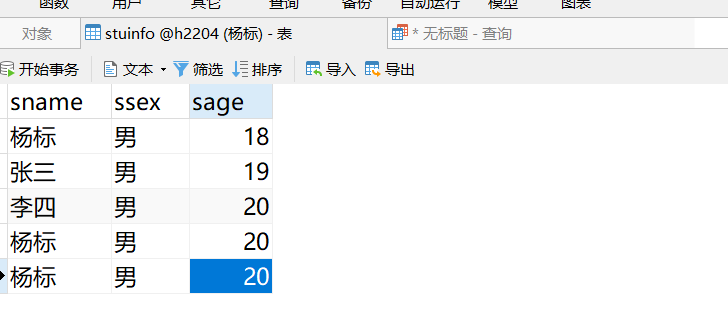 函数 用户 其它 查询 备份 自动运行 模型 图表
对象 stuinfo @h2204 (杨标) - 表 * 无标题 - 查询
开始事务 文本 筛选 排序 导入 导出
sname ssex sage
杨标 男 18
张三 男 19
李四 男 20
杨标 男 20
杨标 男 20